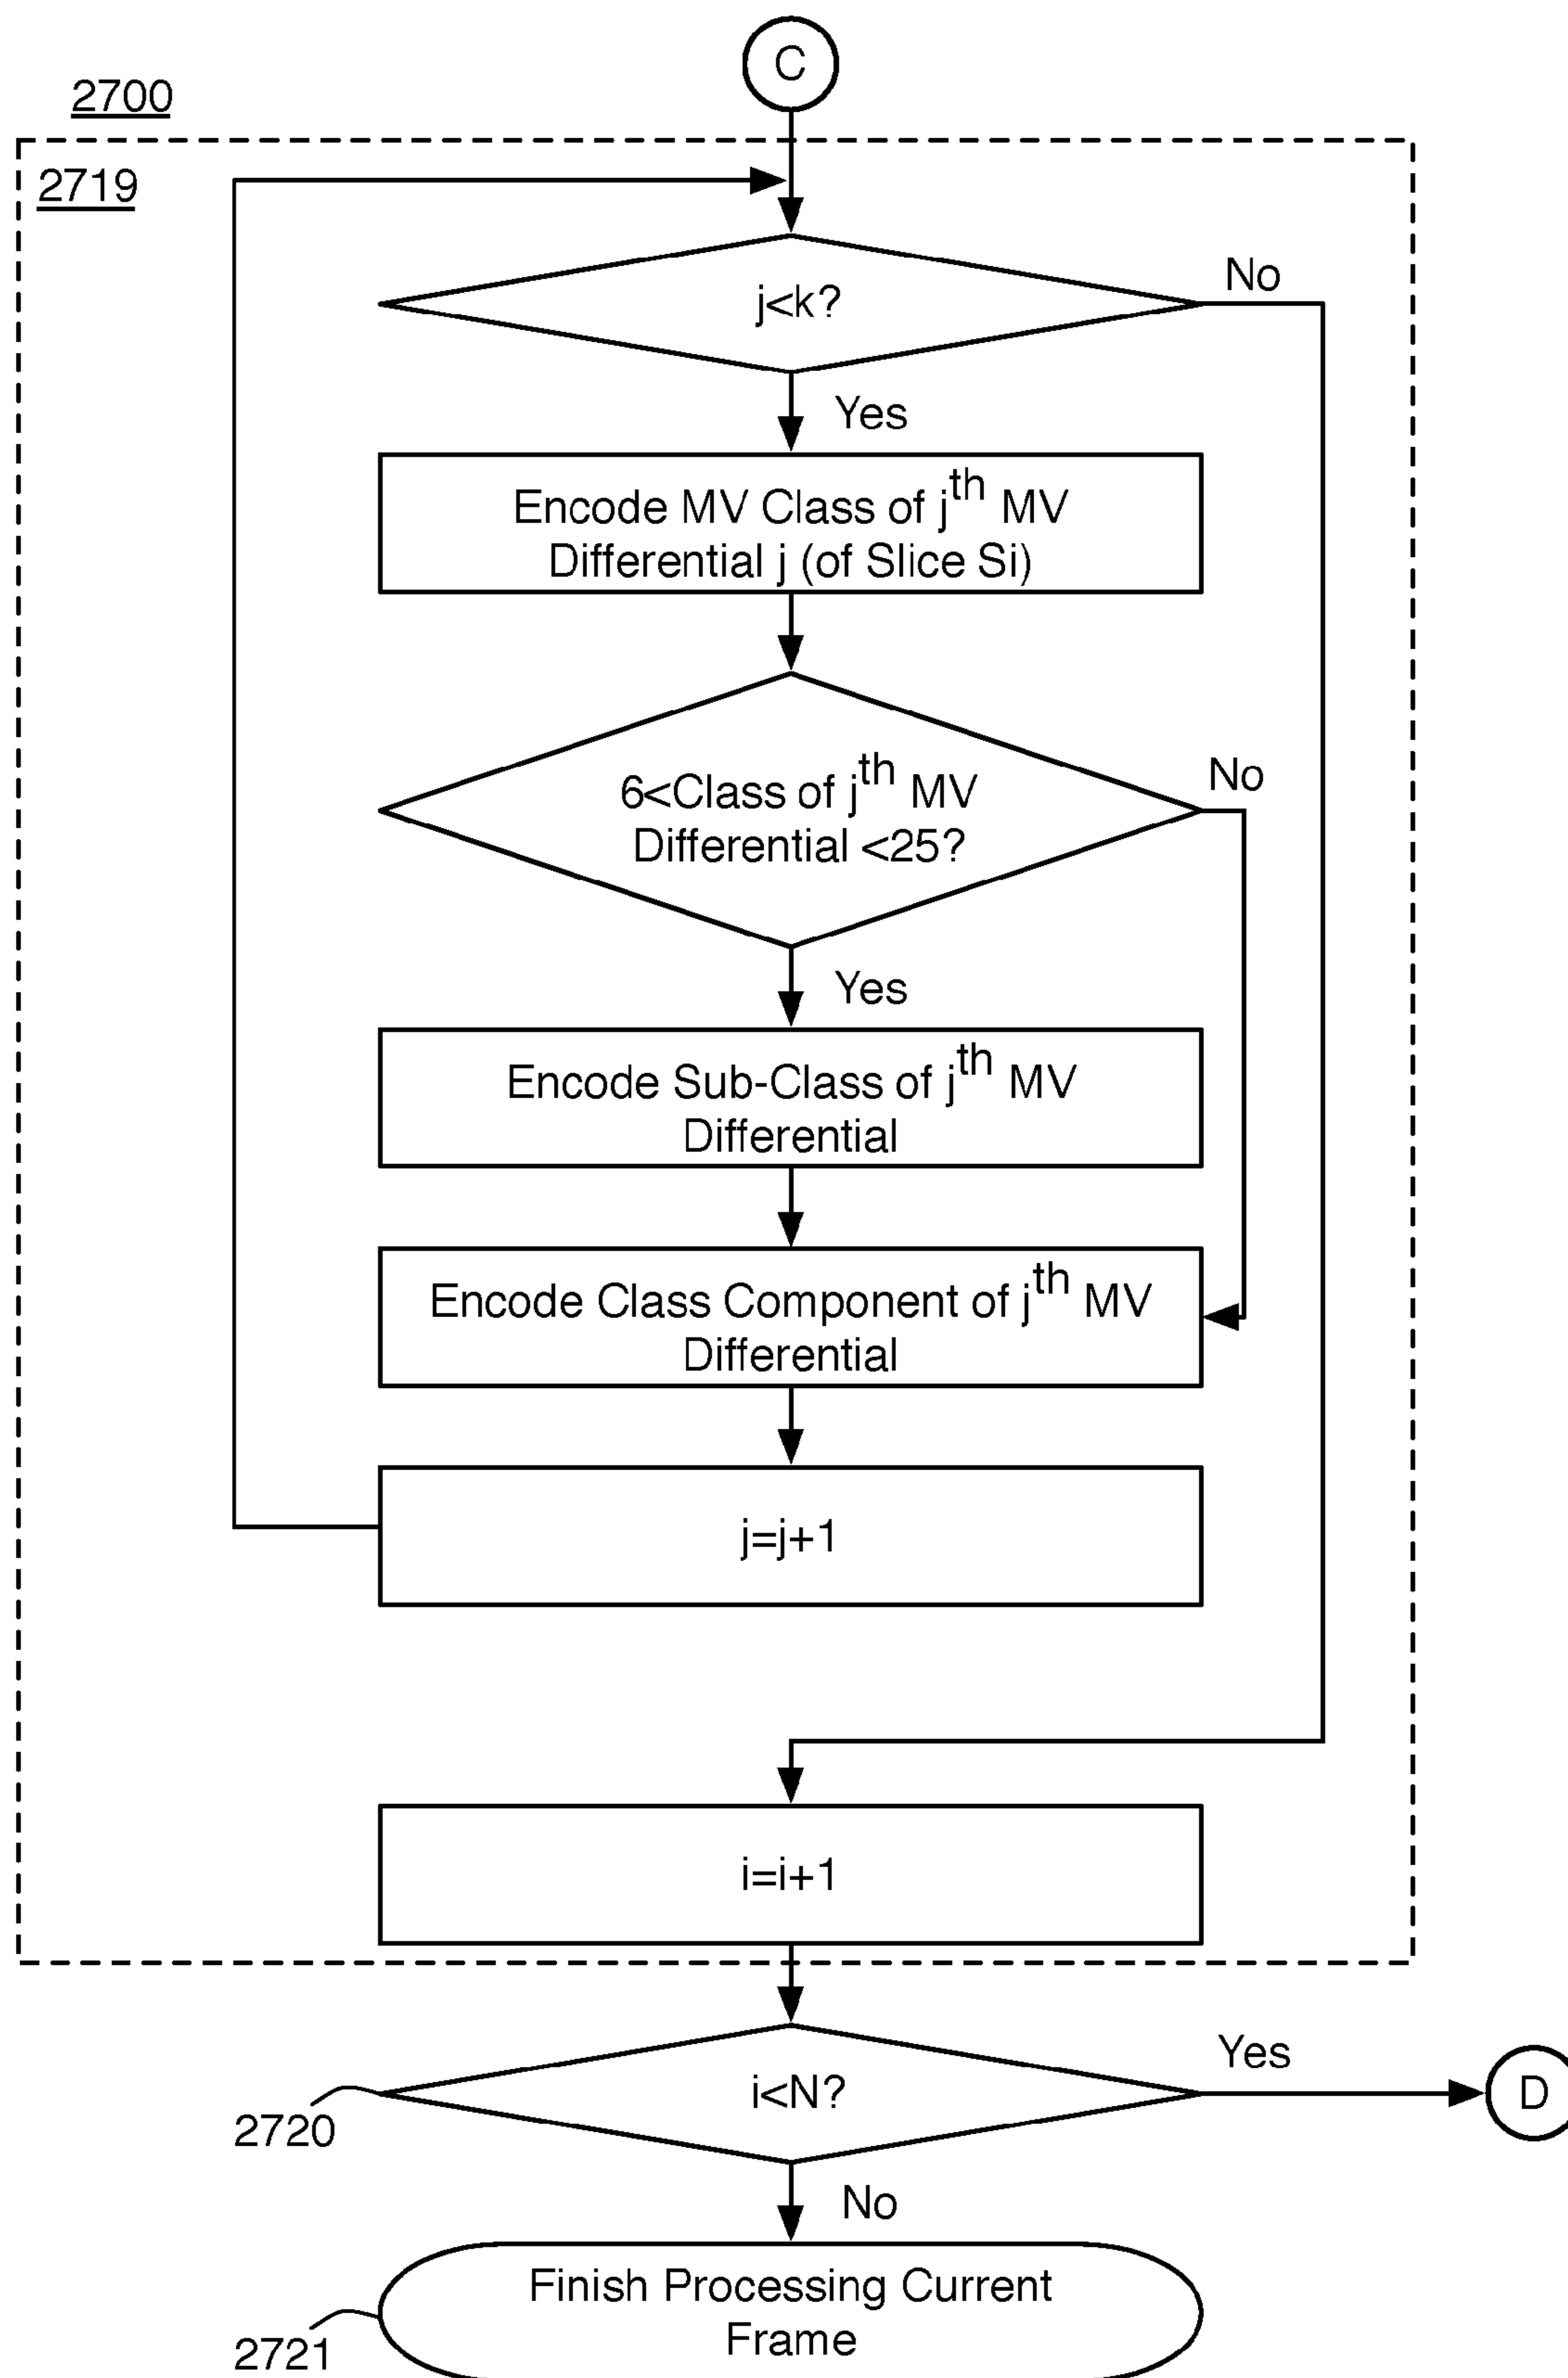 C
2700
2719
j<k?
No
Yes
Encode MV Class of jth MV
Differential j (of Slice Si)
6<Class of jth MV
Differential <25?
No
Yes
Encode Sub-Class of jth MV
Differential
Encode Class Component of jth MV
Differential
j=j+1
i=i+1
i<N?
Yes
D
2720
No
Finish Processing Current
Frame
2721